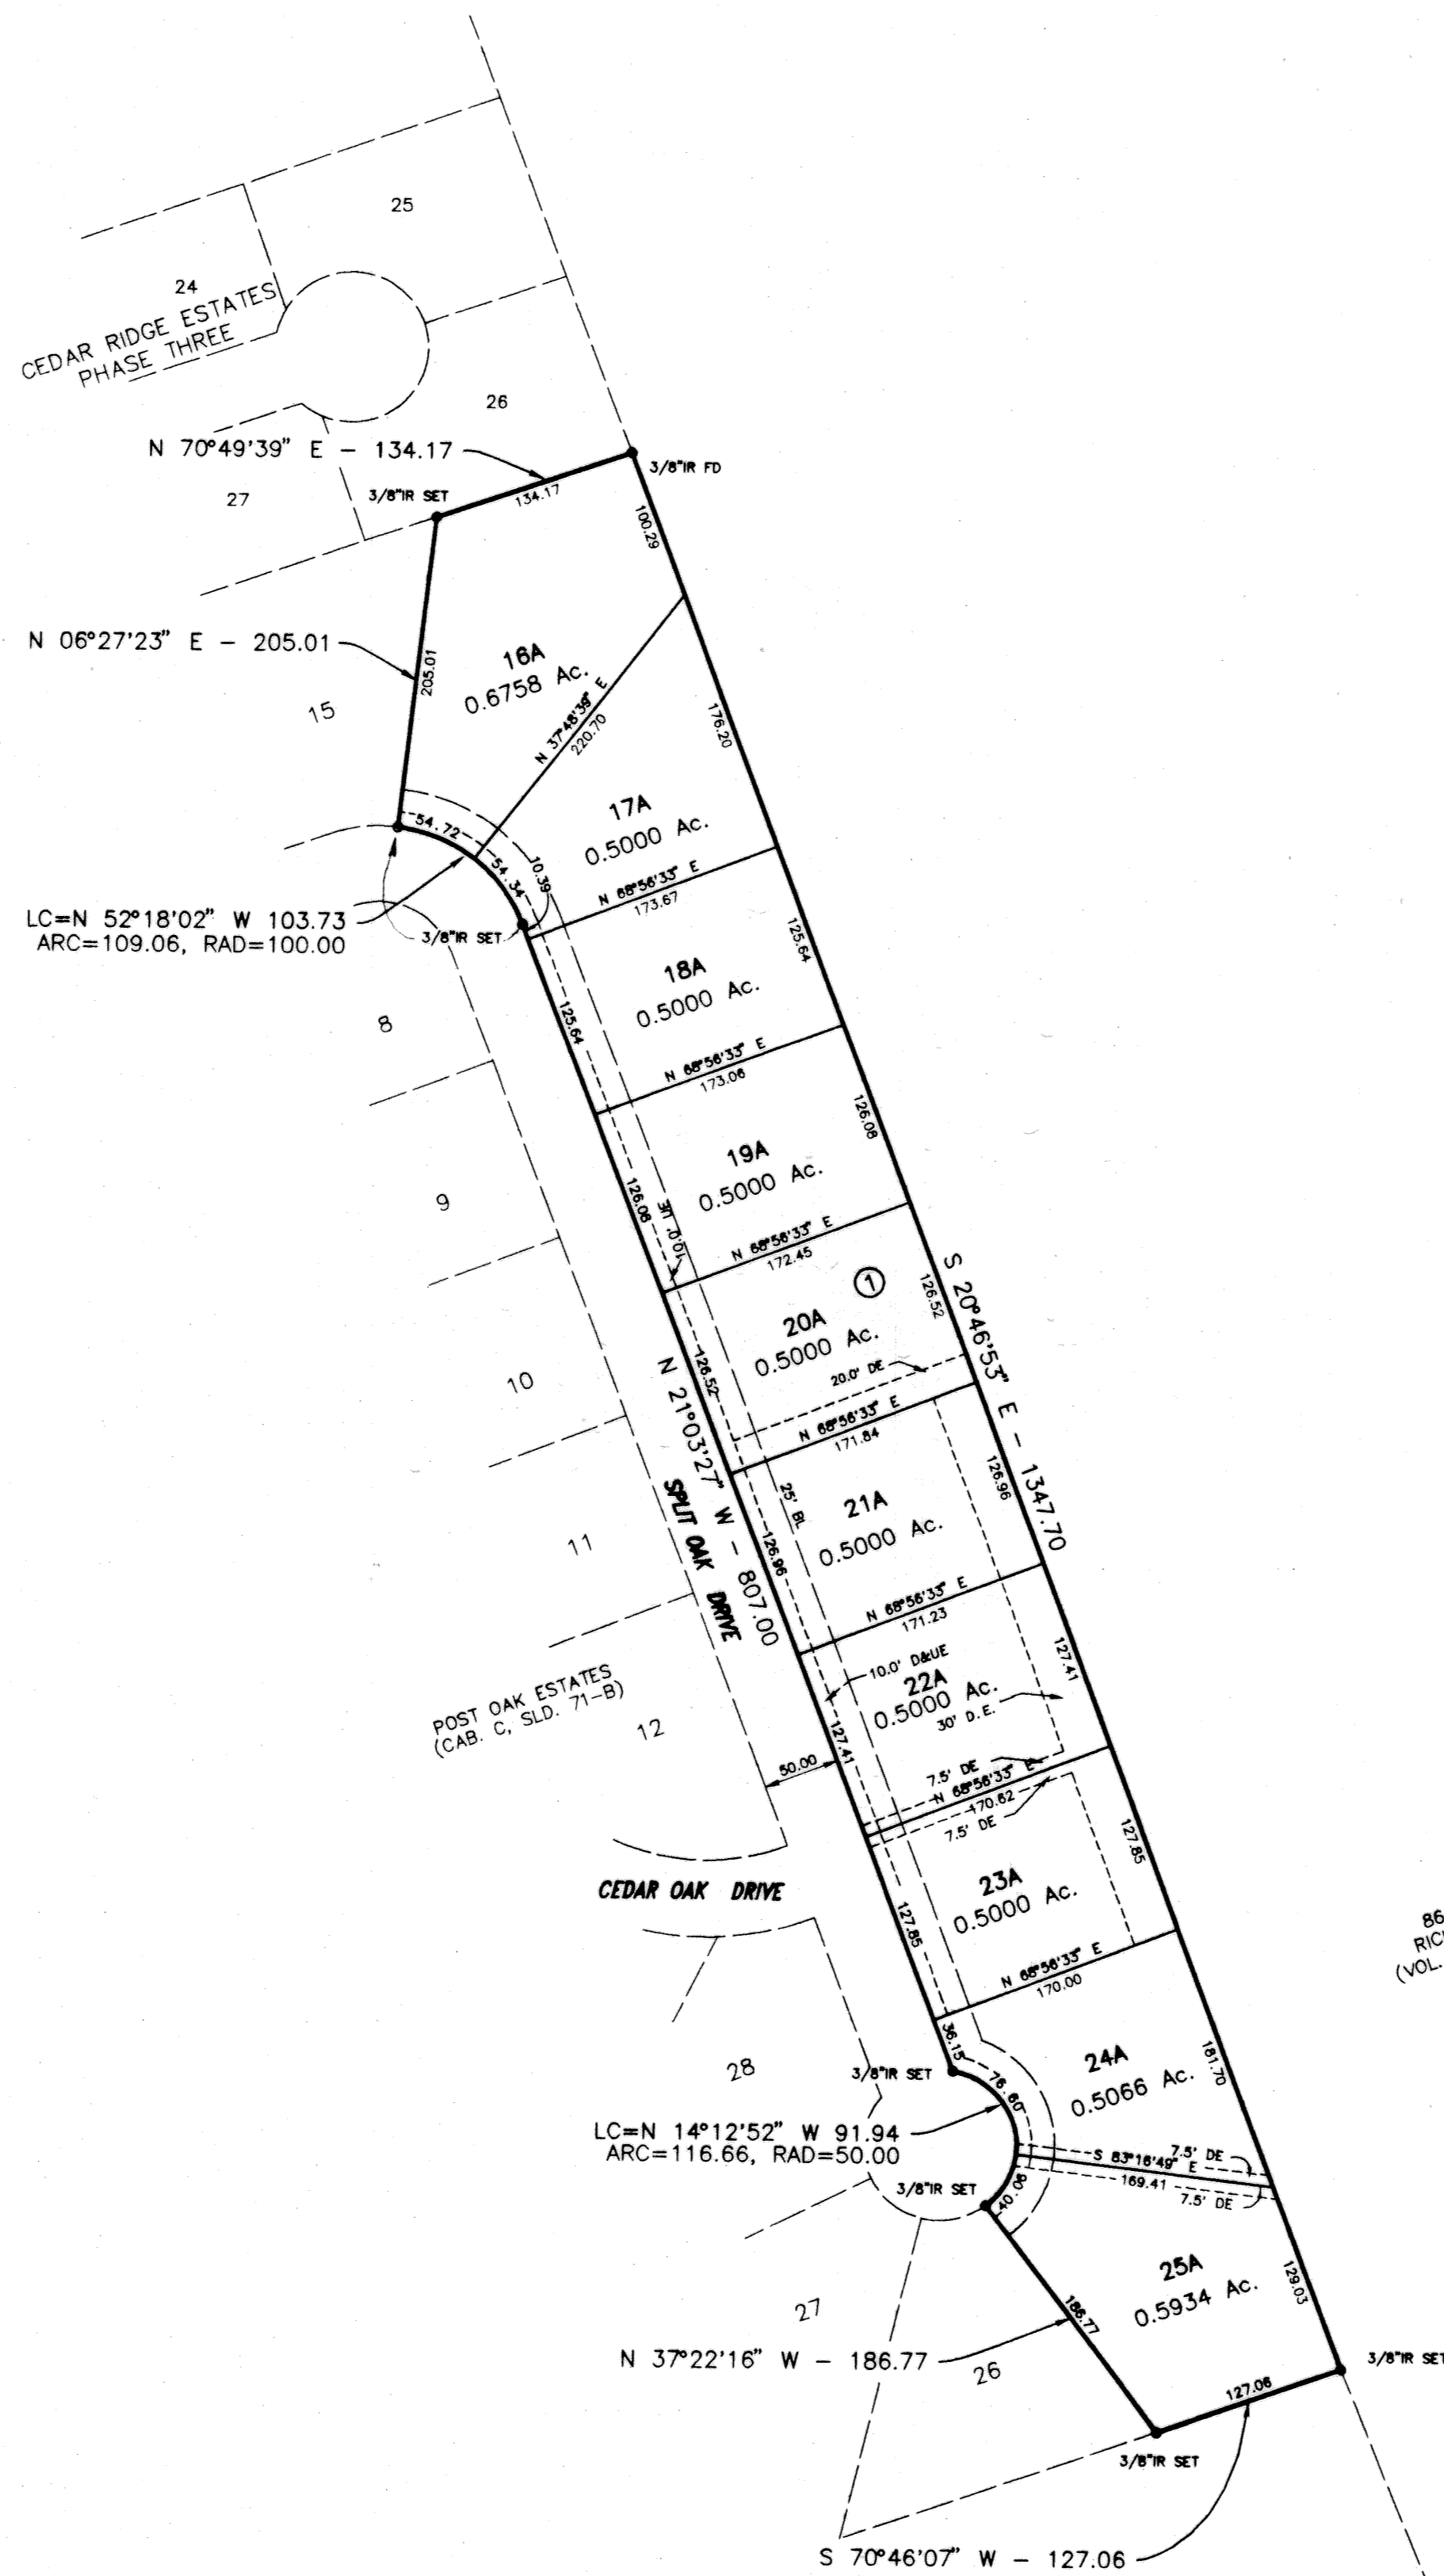 25
24
CEDAR RIDGE ESTATES
PHASE THREE
26
N 70°49'39" E – 134.17
3/8"IR FD
27
3/8"IR SET
134.17
100.29
N 06°27'23" E – 205.01
205.01
16A
0.6758 Ac.
15
N 37°48'39" E
220.70
176.20
17A
0.5000 Ac.
54.72
54.34
10.39
N 68°56'33" E
173.67
LC=N 52°18'02" W 103.73
ARC=109.06, RAD=100.00
3/8"IR SET
125.64
18A
0.5000 Ac.
8
125.64
N 68°56'33" E
173.06
126.08
19A
0.5000 Ac.
9
126.08
10.0' UE
N 68°56'33" E
172.45
1
S 20°46'53" E – 1347.70
126.52
20A
0.5000 Ac.
10
126.52
20.0' DE
N 68°56'33" E
171.84
N 21°03'27" W – 807.00
SPLIT OAK DRIVE
126.96
25' BL
21A
0.5000 Ac.
11
126.96
N 68°56'33" E
171.23
10.0' D&UE
127.41
22A
0.5000 Ac.
30' D.E.
POST OAK ESTATES
(CAB. C, SLD. 71–B)
12
127.41
50.00
7.5' DE
N 68°56'33" E
170.62
7.5' DE
127.85
CEDAR OAK DRIVE
23A
0.5000 Ac.
127.85
86
RIC
(VOL.
N 68°56'33" E
170.00
36.15
28
3/8"IR SET
24A
0.5066 Ac.
181.70
76.60
LC=N 14°12'52" W 91.94
ARC=116.66, RAD=50.00
7.5' DE
S 83°16'49" E
169.41
7.5' DE
3/8"IR SET
40.06
25A
0.5934 Ac.
129.03
27
186.77
N 37°22'16" W – 186.77
26
3/8"IR SET
127.06
3/8"IR SET
S 70°46'07" W – 127.06